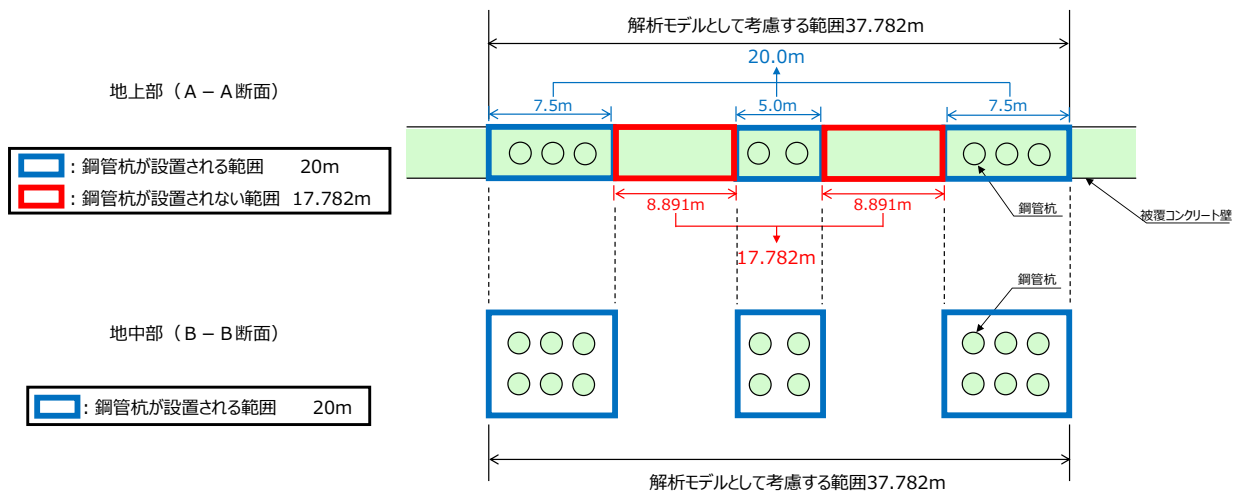 解析モデルとして考慮する範囲37.782m
20.0m
地上部（A－A断面）
7.5m
5.0m
7.5m
：鋼管杭が設置される範囲 20m
：鋼管杭が設置されない範囲 17.782m
8.891m
8.891m
鋼管杭
被覆コンクリート壁
17.782m
鋼管杭
地中部（B－B断面）
：鋼管杭が設置される範囲 20m
解析モデルとして考慮する範囲37.782m